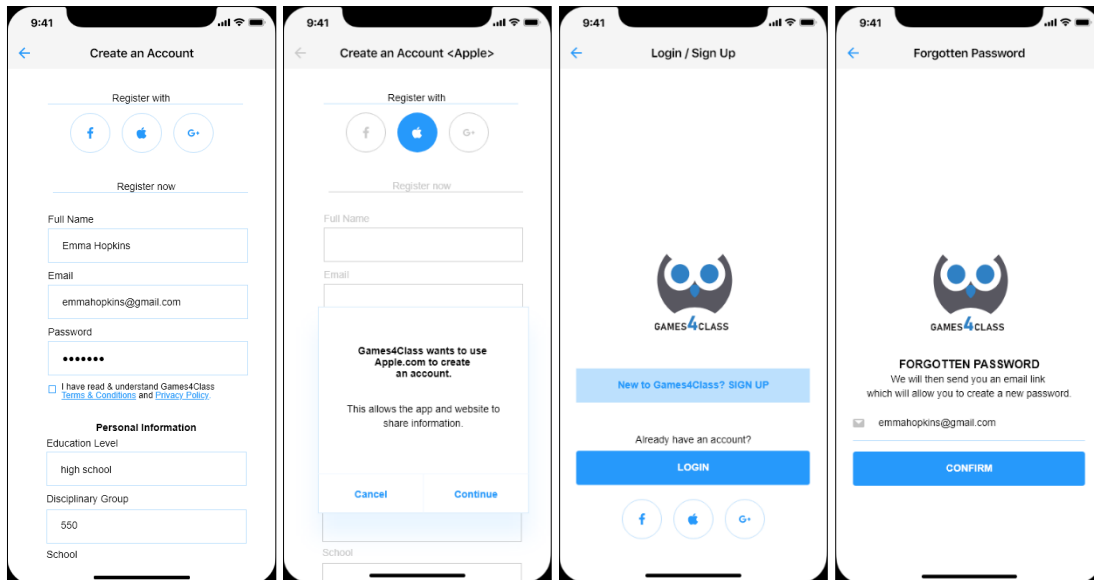 9:41
Create an Account
Register with
f
G+
Register now
Full Name
Emma Hopkins
Email
emmahopkins@gmail.com
Password
•••••••
I have read & understand Games4Class
Terms & Conditions and Privacy Policy.
Personal Information
Education Level
high school
Disciplinary Group
550
School
9:41
Create an Account <Apple>
Register with
f
G+
Register now
Full Name
Email
Games4Class wants to use
Apple.com to create
an account.
This allows the app and website to
share information.
Cancel Continue
School
9:41
Login / Sign Up
GAMES4CLASS
New to Games4Class? SIGN UP
Already have an account?
LOGIN
f
G+
9:41
Forgotten Password
GAMES4CLASS
FORGOTTEN PASSWORD
We will then send you an email link
which will allow you to create a new password.
emmahopkins@gmail.com
CONFIRM